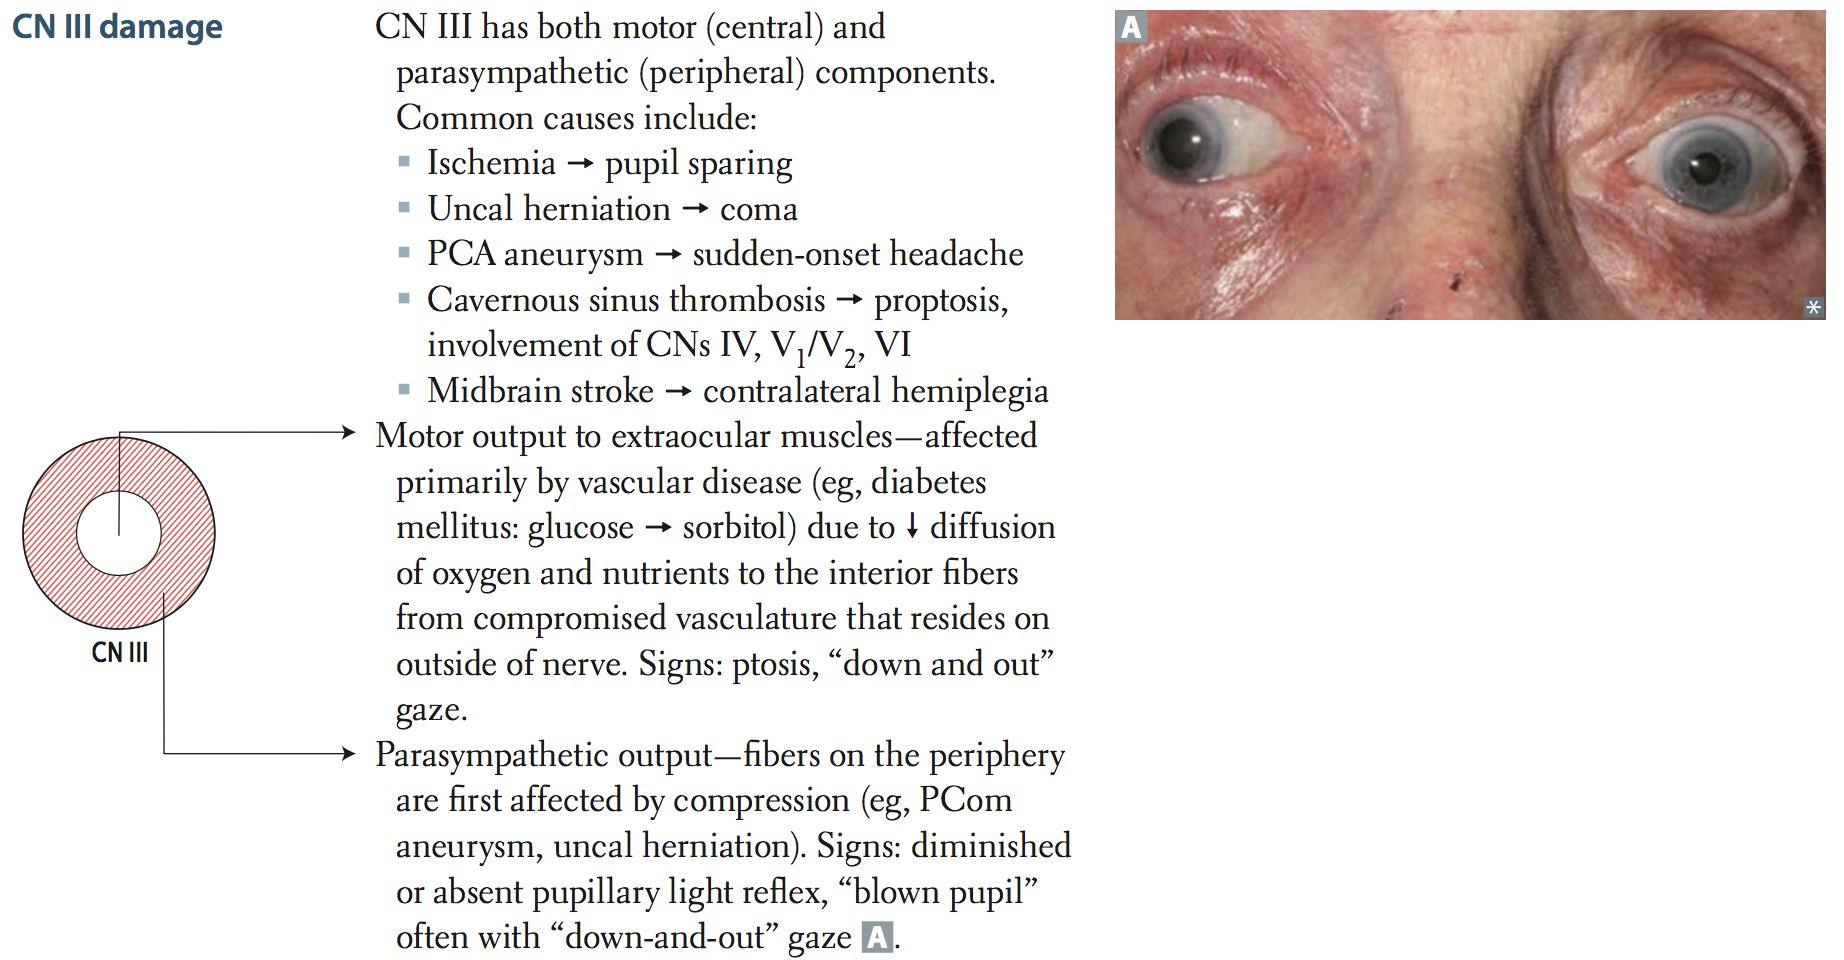 CN III damage
CN III has both motor (central) and
parasympathetic (peripheral) components.
Common causes include:
▪ Ischemia → pupil sparing
▪ Uncal herniation → coma
▪ PCA aneurysm → sudden-onset headache
▪ Cavernous sinus thrombosis → proptosis,
involvement of CNs IV, V1/V2, VI
▪ Midbrain stroke → contralateral hemiplegia
Motor output to extraocular muscles—affected
primarily by vascular disease (eg, diabetes
mellitus: glucose → sorbitol) due to ↓ diffusion
of oxygen and nutrients to the interior fibers
from compromised vasculature that resides on
outside of nerve. Signs: ptosis, “down and out”
gaze.
Parasympathetic output—fibers on the periphery
are first affected by compression (eg, PCom
aneurysm, uncal herniation). Signs: diminished
or absent pupillary light reflex, “blown pupil”
often with “down-and-out” gaze A.
CN III
A
*